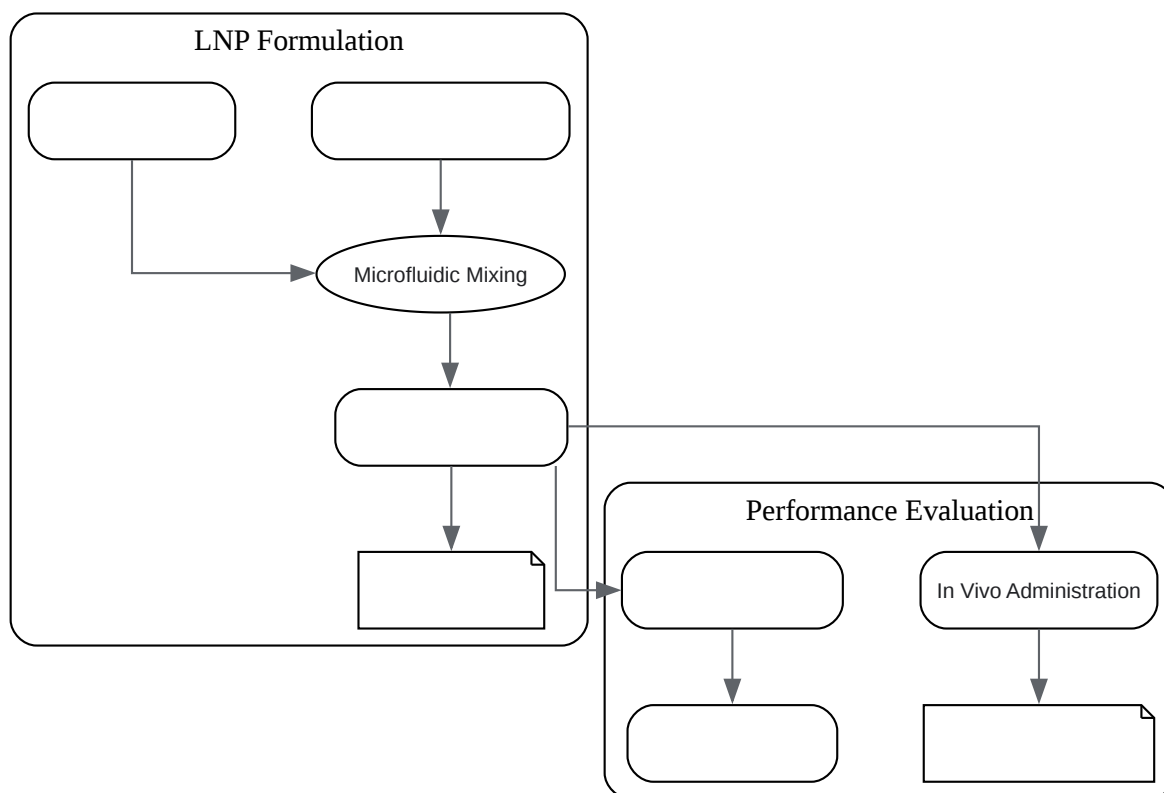 LNP Formulation
Microfluidic Mixing
Performance Evaluation
In Vivo Administration